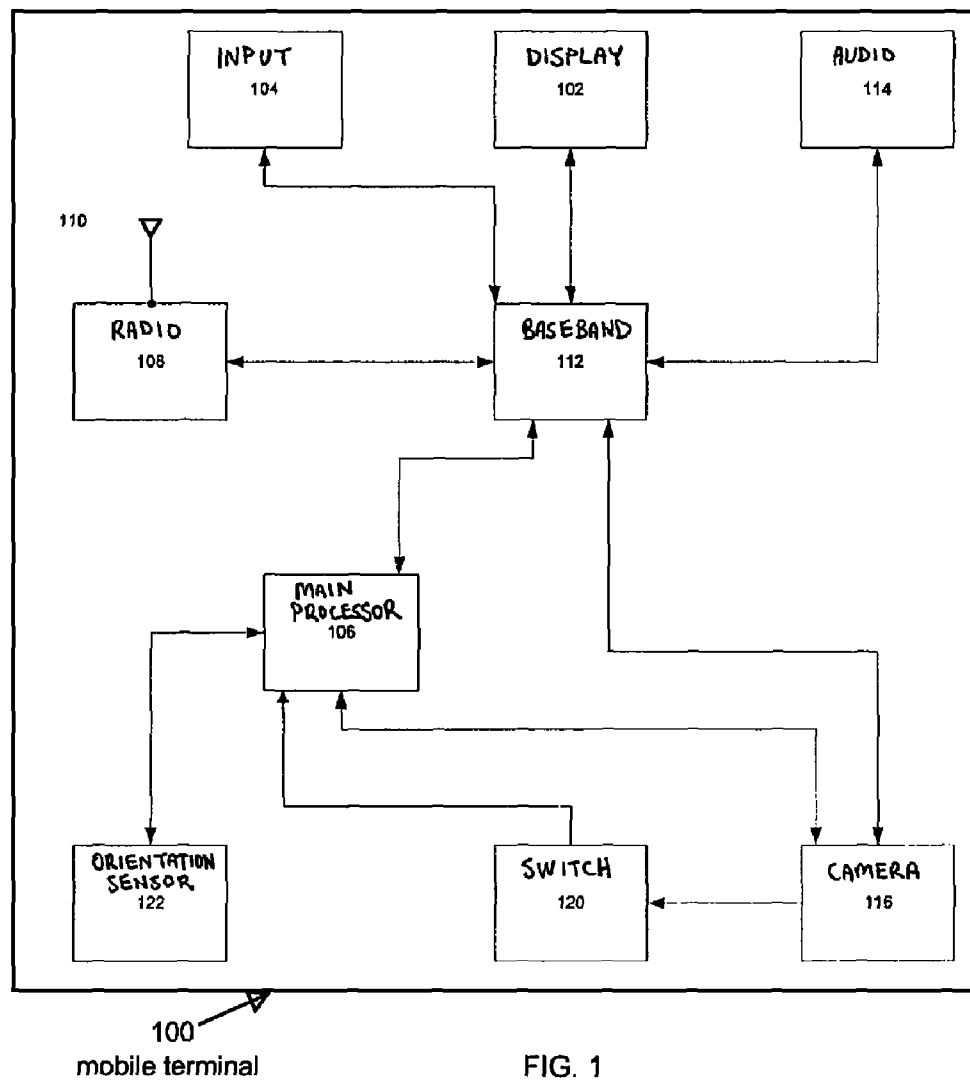 INPUT
104
DISPLAY
102
AUDIO
114
110
RADIO
108
BASEBAND
112
MAIN
PROCESSOR
106
ORIENTATION
SENSOR
122
SWITCH
120
CAMERA
116
100
mobile terminal
FIG. 1